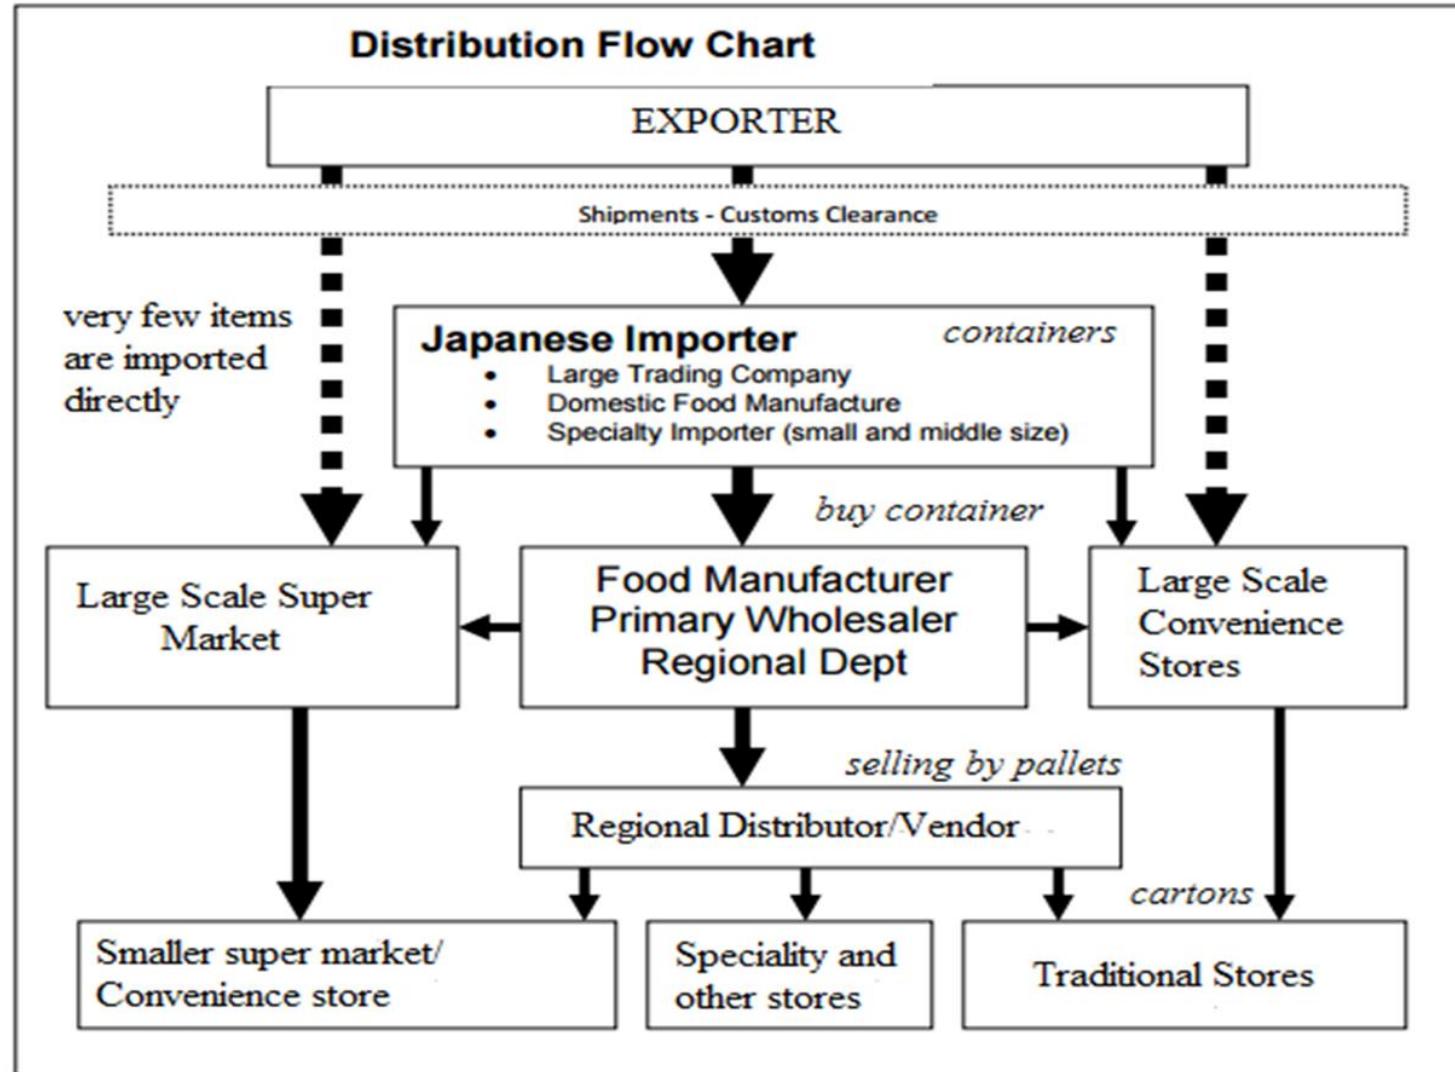 Distribution Flow Chart
EXPORTER
Shipments - Customs Clearance
very few items
are imported
directly
Japanese Importer
containers
• Large Trading Company
• Domestic Food Manufacture
• Specialty Importer (small and middle size)
buy container
Large Scale Super
Market
Food Manufacturer
Primary Wholesaler
Regional Dept
Large Scale
Convenience
Stores
selling by pallets
Regional Distributor/Vendor
cartons
Smaller super market/
Convenience store
Speciality and
other stores
Traditional Stores